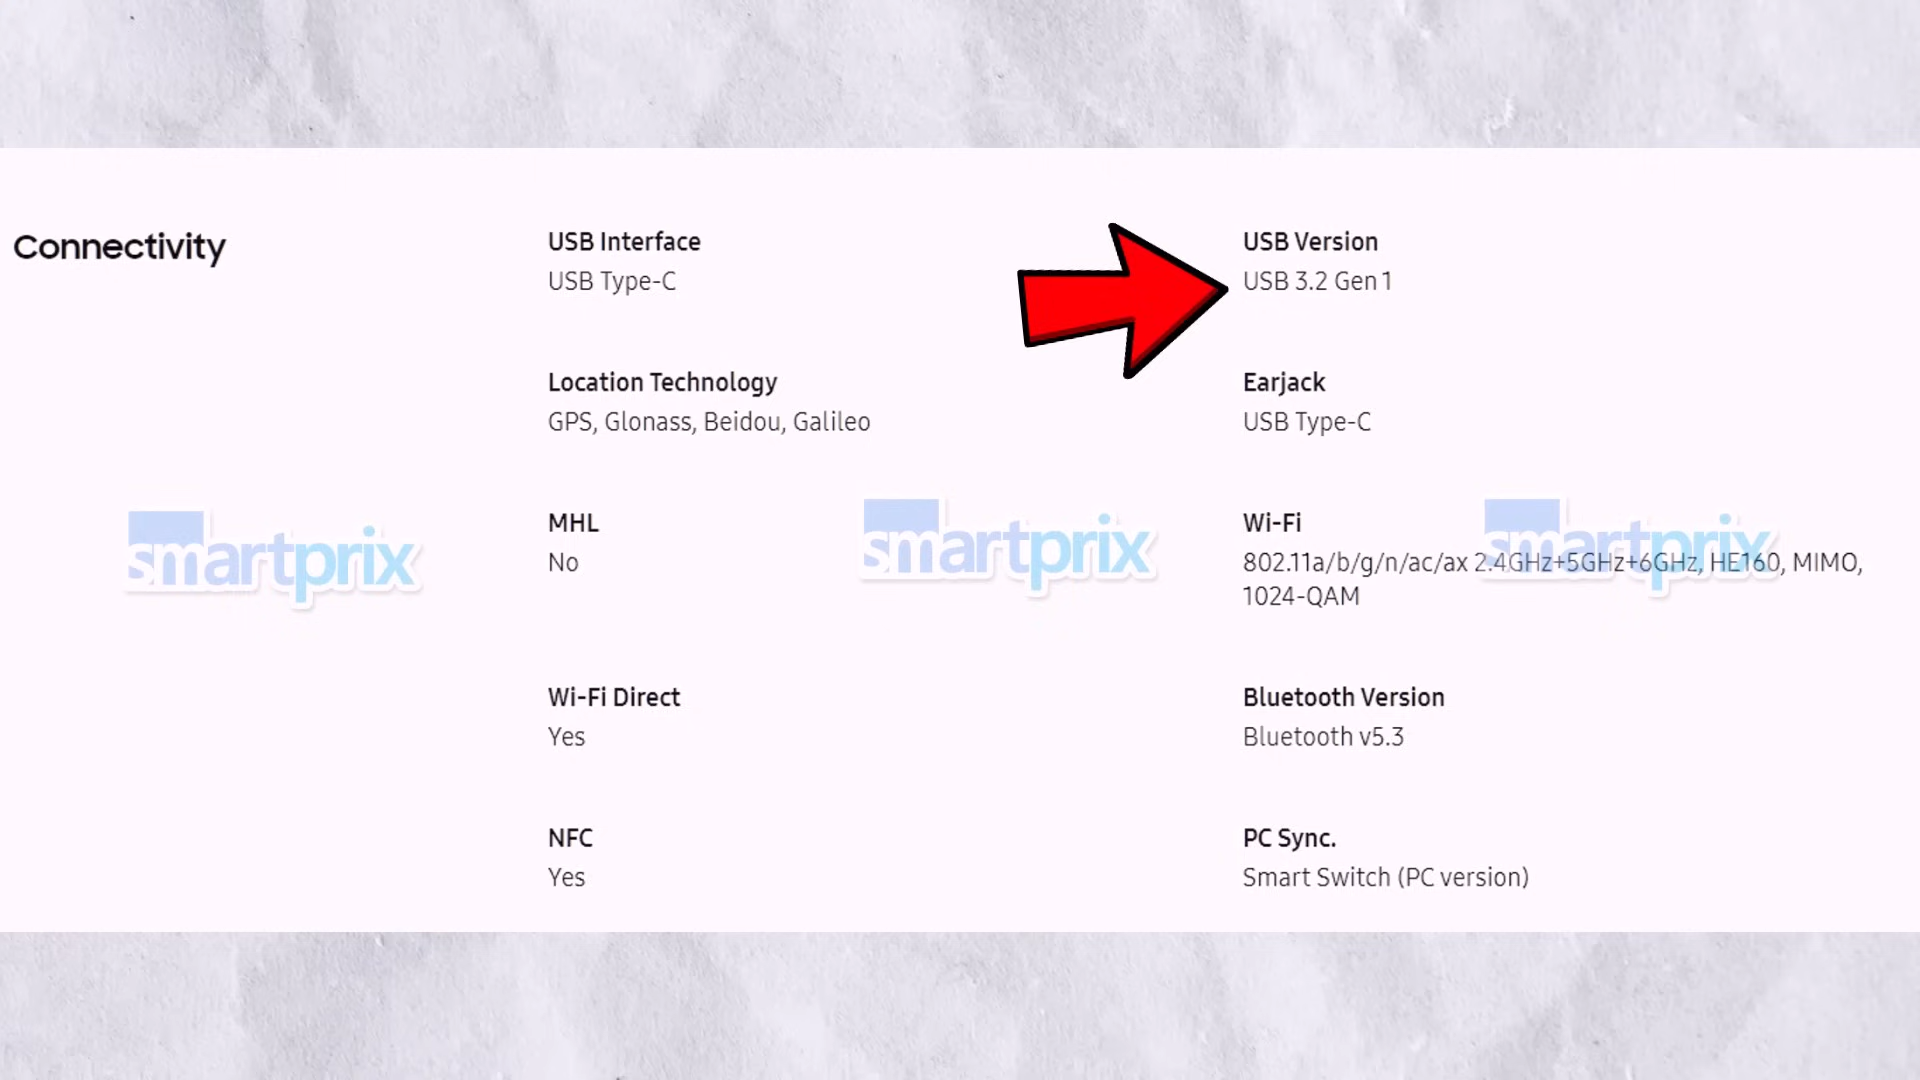 Connectivity
USB Interface
USB Type-C
USB Version
USB 3.2 Gen 1
Location Technology
GPS, Glonass, Beidou, Galileo
Earjack
USB Type-C
MHL
No
Wi-Fi
802.11a/b/g/n/ac/ax 2.4GHz+5GHz+6GHz, HE160, MIMO,
1024-QAM
smartprix
smartprix
smartprix
Wi-Fi Direct
Yes
Bluetooth Version
Bluetooth v5.3
NFC
Yes
PC Sync.
Smart Switch (PC version)